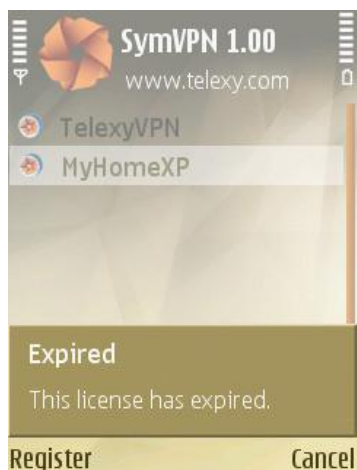 SymVPN 1.00
www.telexy.com
TelexyVPN
MyHomeXP
Expired
This license has expired.
Register Cancel